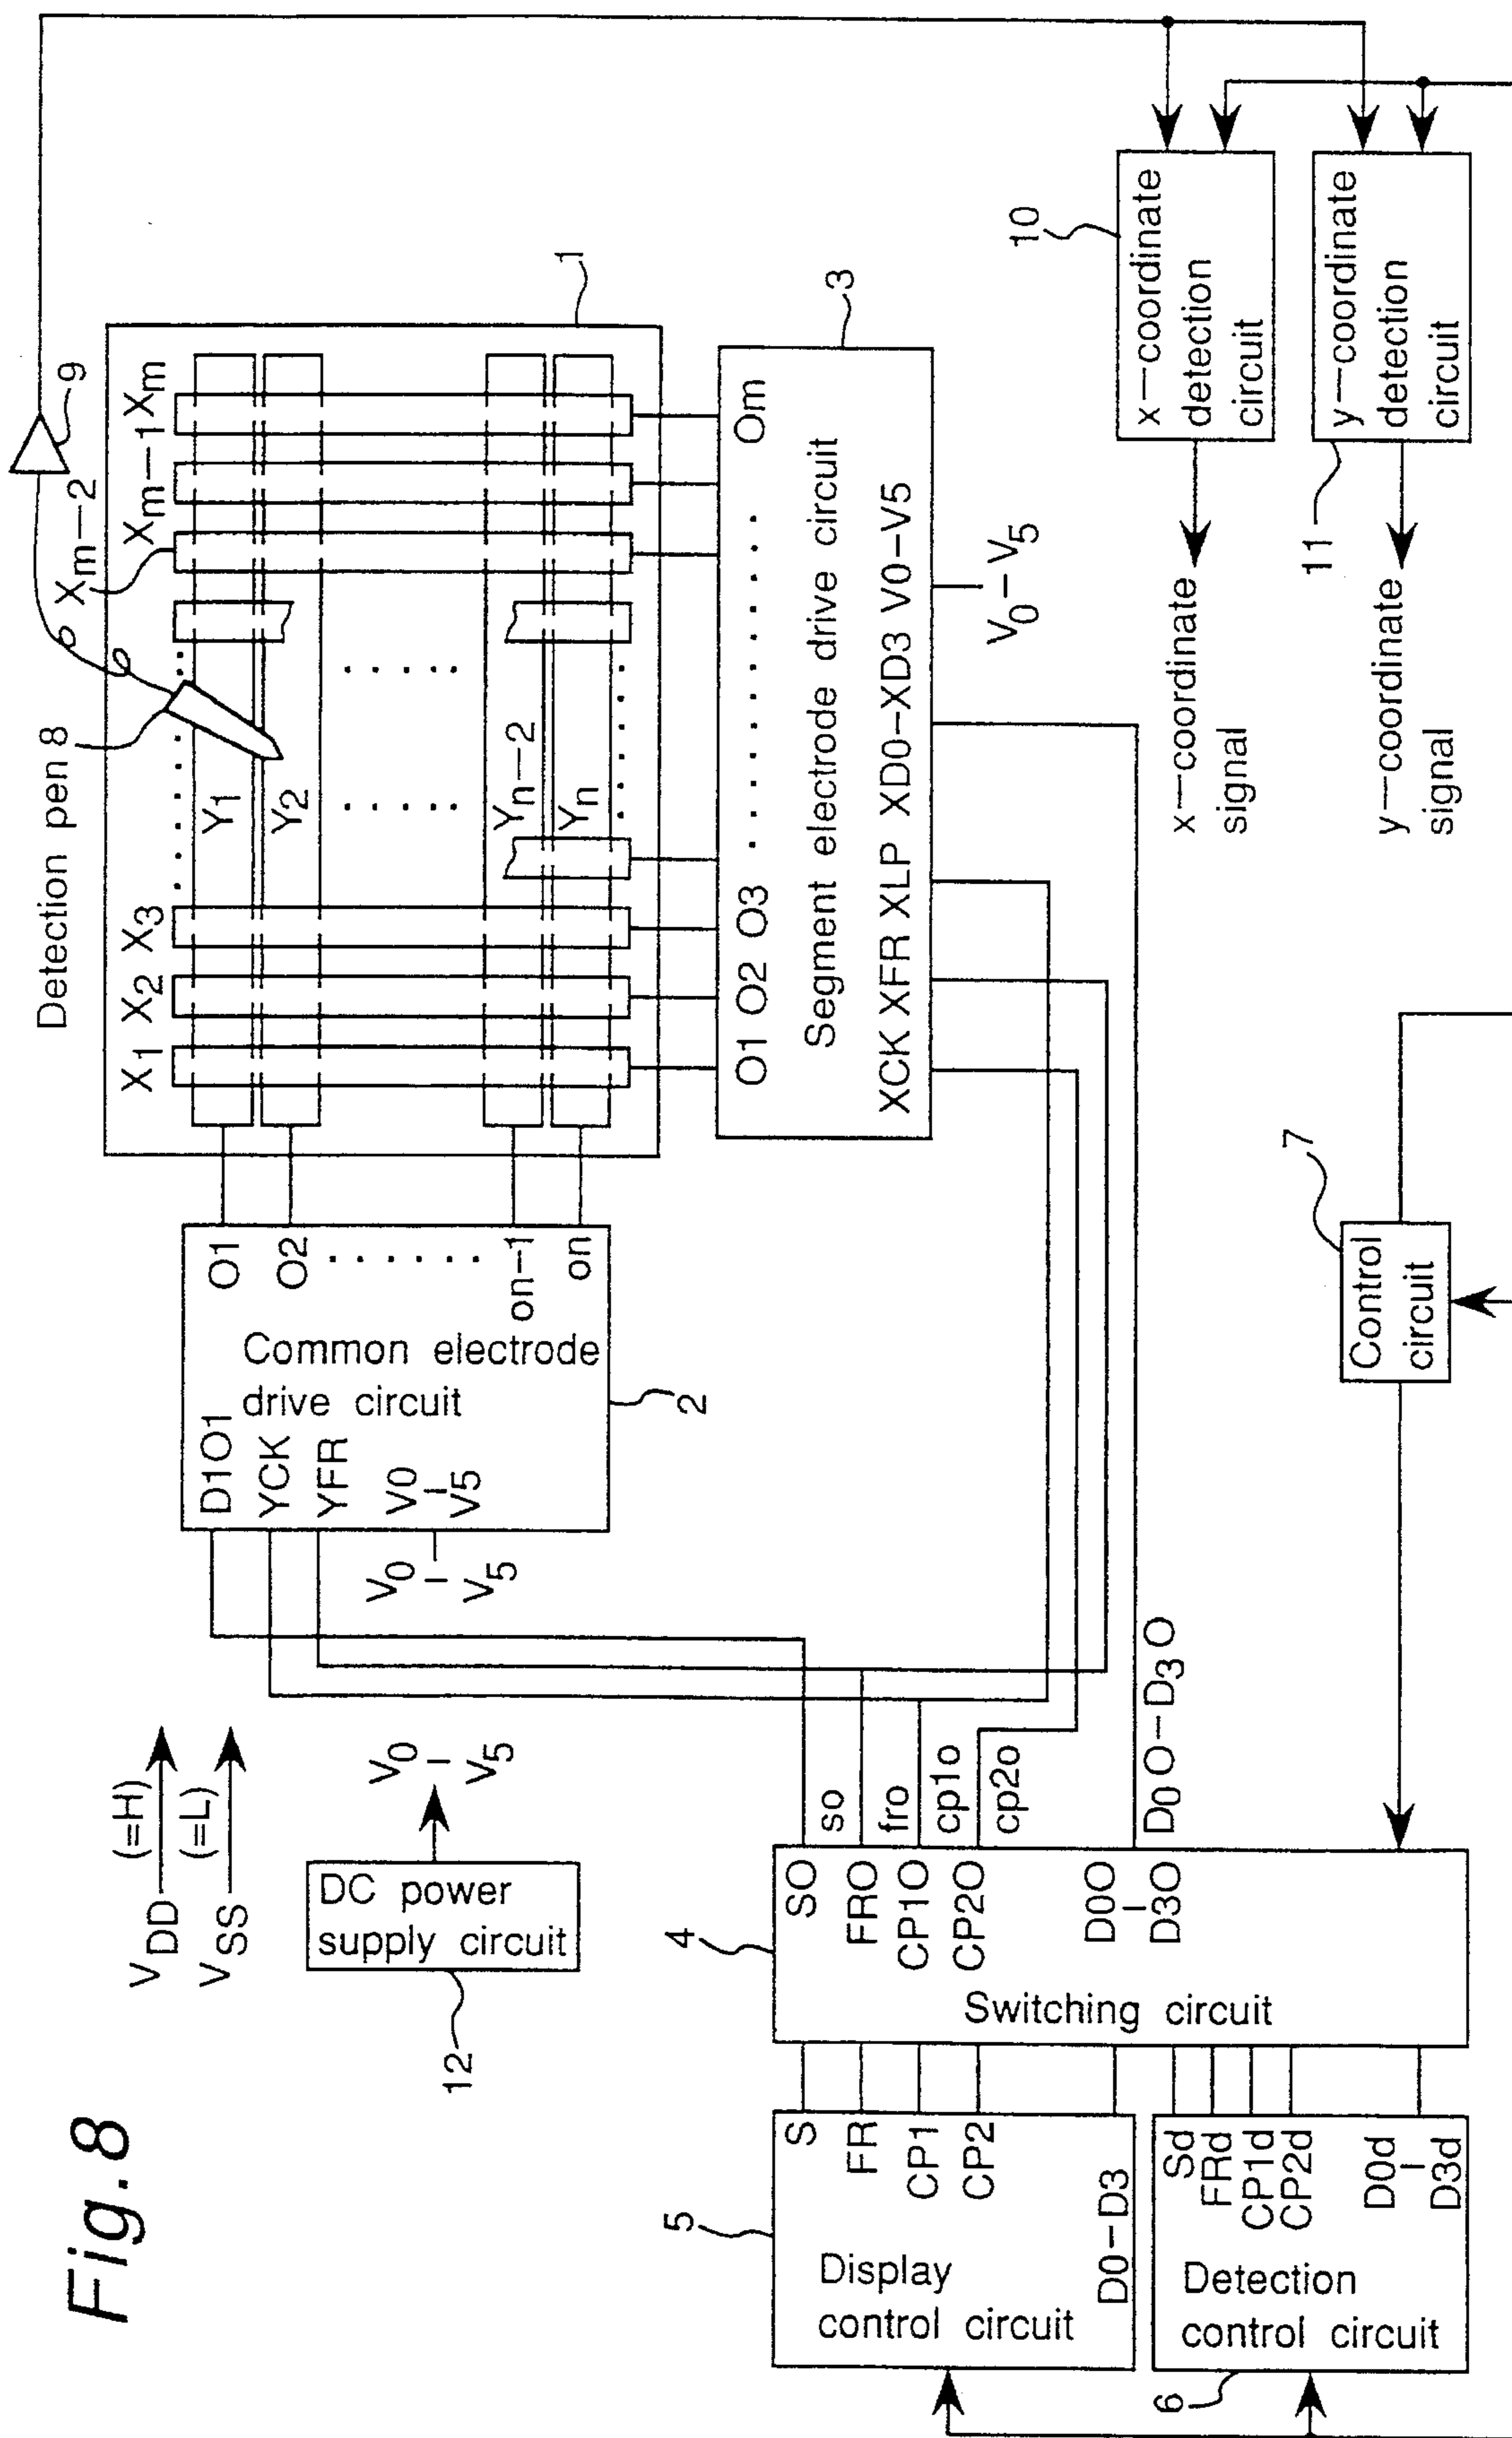 Fig.8
VDD (=H)
VSS (=L)
DC power
supply circuit
12
V0
–
V5
D1O1
YCK
YFR
V0
–
V5
V0
–
V5
Common electrode
drive circuit
2
O1
O2
......
on-1
on
Detection pen 8
9
1
X1 X2 X3 ...... Xm-2 Xm-1 Xm
Y1
Y2
.....
.....
Yn-2
Yn
.....
O1 O2 O3 .......... Om
Segment electrode drive circuit
XCK XFR XLP XD0-XD3 V0-V5
3
V0-V5
5
S
FR
CP1
CP2
D0-D3
Display
control circuit
Sd
FRd
CP1d
CP2d
D0d
–
D3d
Detection
control circuit
6
4
SO
FRO
CP1O
CP2O
D0O
–
D3O
Switching circuit
so
fro
cp1o
cp2o
D0O-D3O
7
Control
circuit
10
x-coordinate
detection
circuit
x-coordinate
signal
11
y-coordinate
detection
circuit
y-coordinate
signal